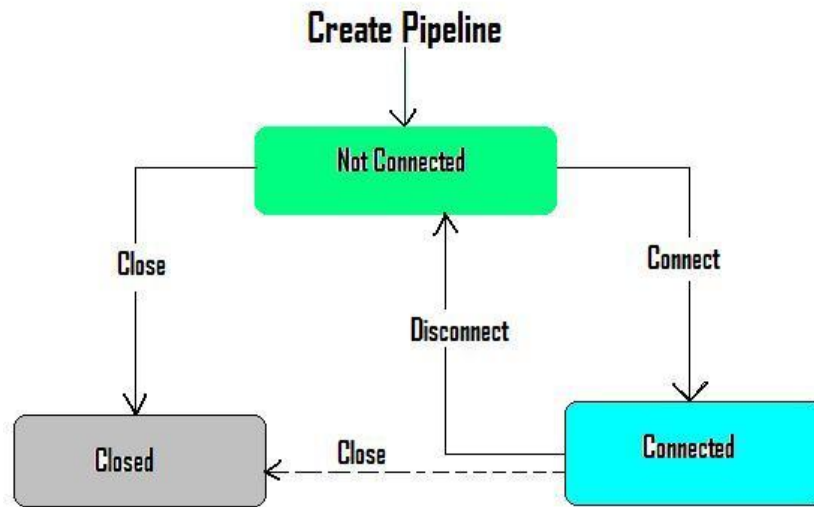 Create Pipeline
Not Connected
Close
Connect
Disconnect
Closed
Close
Connected